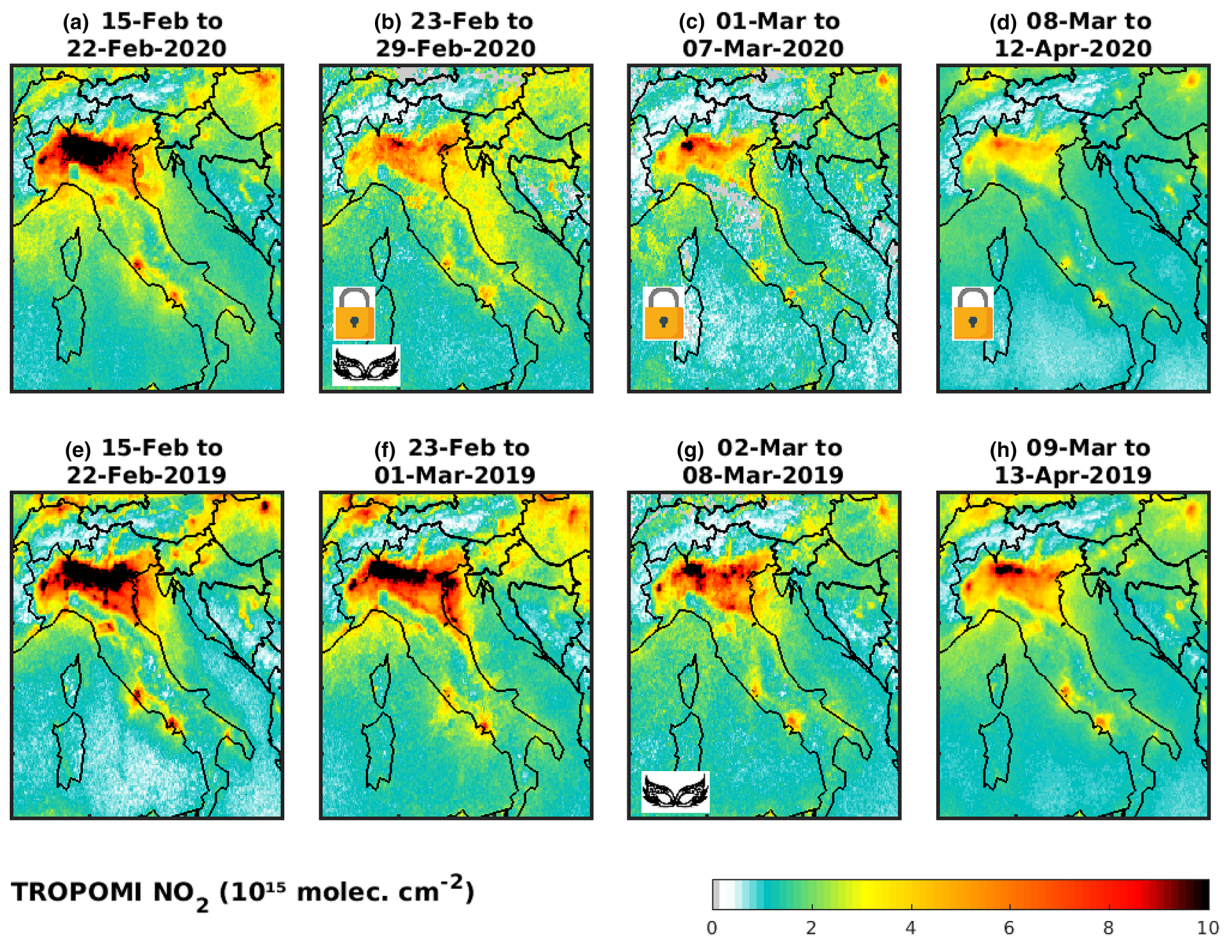 (a) 15-Feb to
22-Feb-2020
(b) 23-Feb to
29-Feb-2020
(c) 01-Mar to
07-Mar-2020
(d) 08-Mar to
12-Apr-2020
(e) 15-Feb to
22-Feb-2019
(f) 23-Feb to
01-Mar-2019
(g) 02-Mar to
08-Mar-2019
(h) 09-Mar to
13-Apr-2019
TROPOMI NO₂ (10¹⁵ molec. cm⁻²)
0 2 4 6 8 10